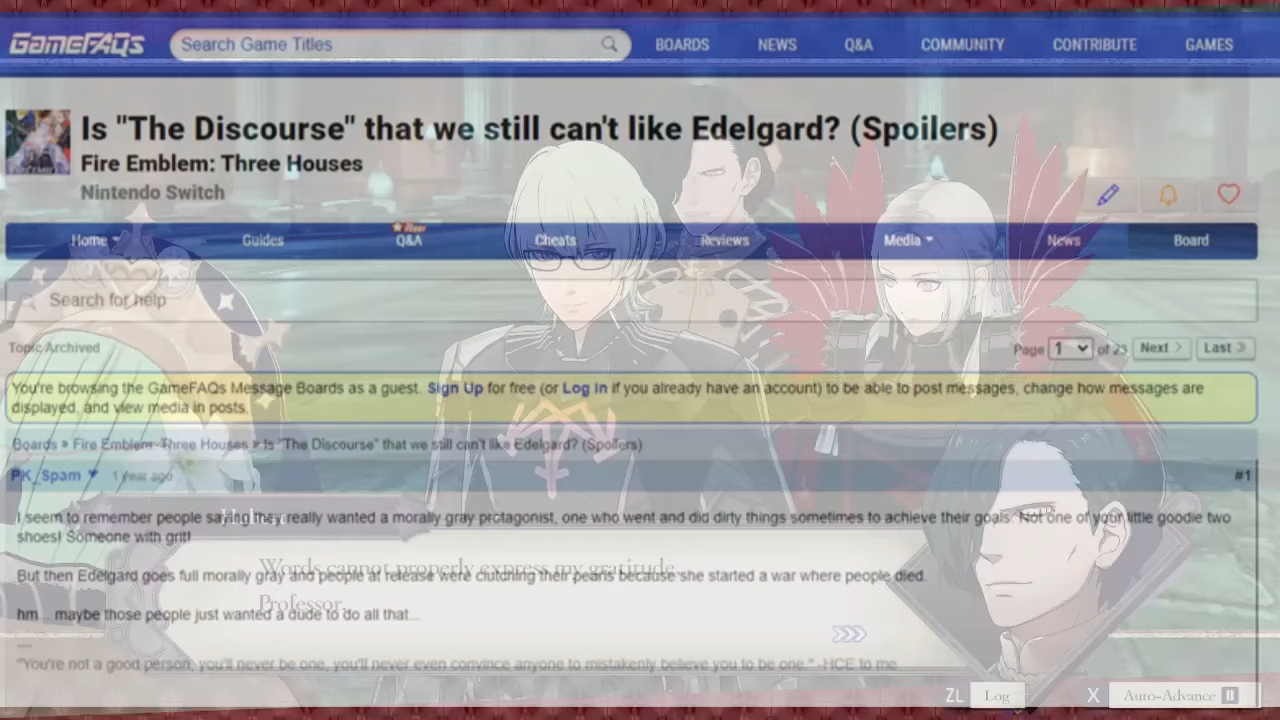 GameFAQs
Search Game Titles
BOARDS NEWS Q&A COMMUNITY CONTRIBUTE GAMES
Is "The Discourse" that we still can't like Edelgard? (Spoilers)
Fire Emblem: Three Houses
Nintendo Switch
Home Guides New Q&A Cheats Reviews Media News Board
Search for help
Topic Archived
Page 1 of 23 Next Last
You're browsing the GameFAQs Message Boards as a guest. Sign Up for free (or Log In if you already have an account) to be able to post messages, change how messages are
displayed, and view media in posts.
Boards » Fire Emblem: Three Houses » Is "The Discourse" that we still can't like Edelgard? (Spoilers)
PK_Spam 1 year ago #1
Hubert
I seem to remember people saying they really wanted a morally gray protagonist, one who went and did dirty things sometimes to achieve their goals. Not one of your little goodie two
shoes! Someone with grit!
Words cannot properly express my gratitude,
But then Edelgard goes full morally gray and people at release were clutching their pearls because she started a war where people died.
Professor.
hm... maybe those people just wanted a dude to do all that...
---
"You're not a good person, you'll never be one, you'll never even convince anyone to mistakenly believe you to be one." -HCE to me
ZL Log X Auto-Advance